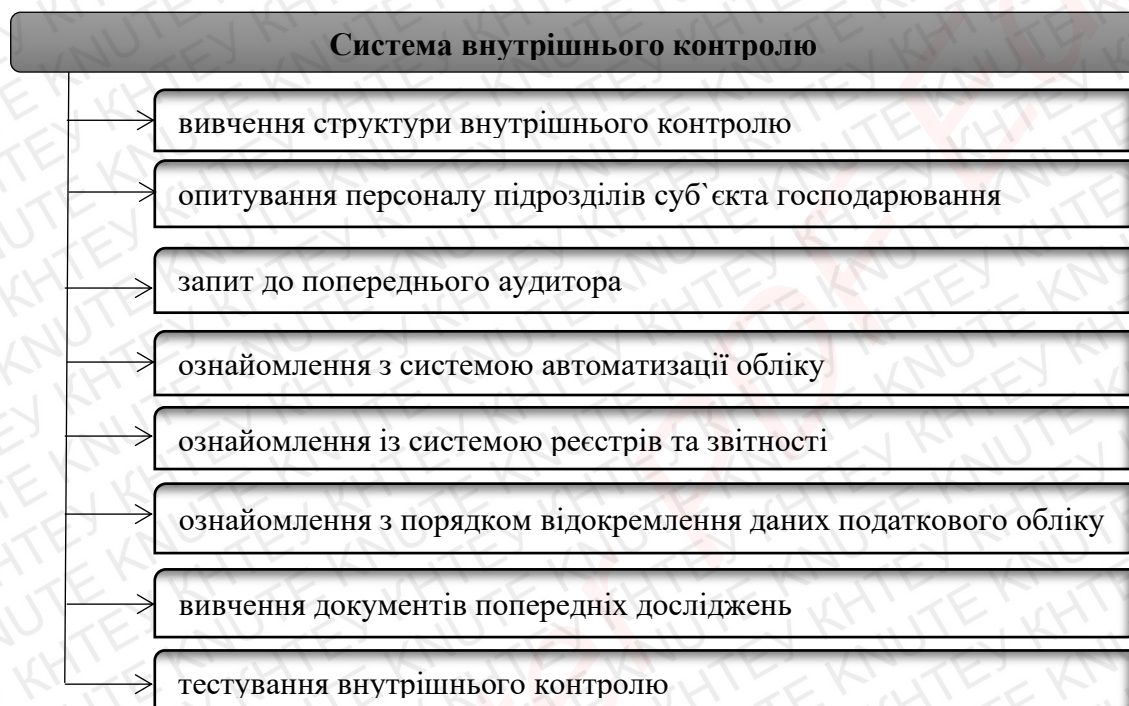 Система внутрішнього контролю
вивчення структури внутрішнього контролю
опитування персоналу підрозділів суб`єкта господарювання
запит до попереднього аудитора
ознайомлення з системою автоматизації обліку
ознайомлення із системою реєстрів та звітності
ознайомлення з порядком відокремлення даних податкового обліку
вивчення документів попередніх досліджень
тестування внутрішнього контролю